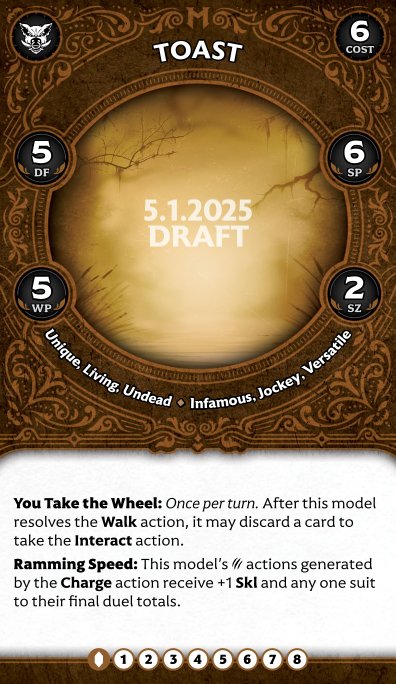 M
TOAST
6
COST
5
DF
6
SP
5.1.2025
DRAFT
5
WP
2
SZ
Unique, Living, Undead ◆ Infamous, Jockey, Versatile
You Take the Wheel: Once per turn. After this model
resolves the Walk action, it may discard a card to
take the Interact action.
Ramming Speed: This model's actions generated
by the Charge action receive +1 Skl and any one suit
to their final duel totals.
1 2 3 4 5 6 7 8